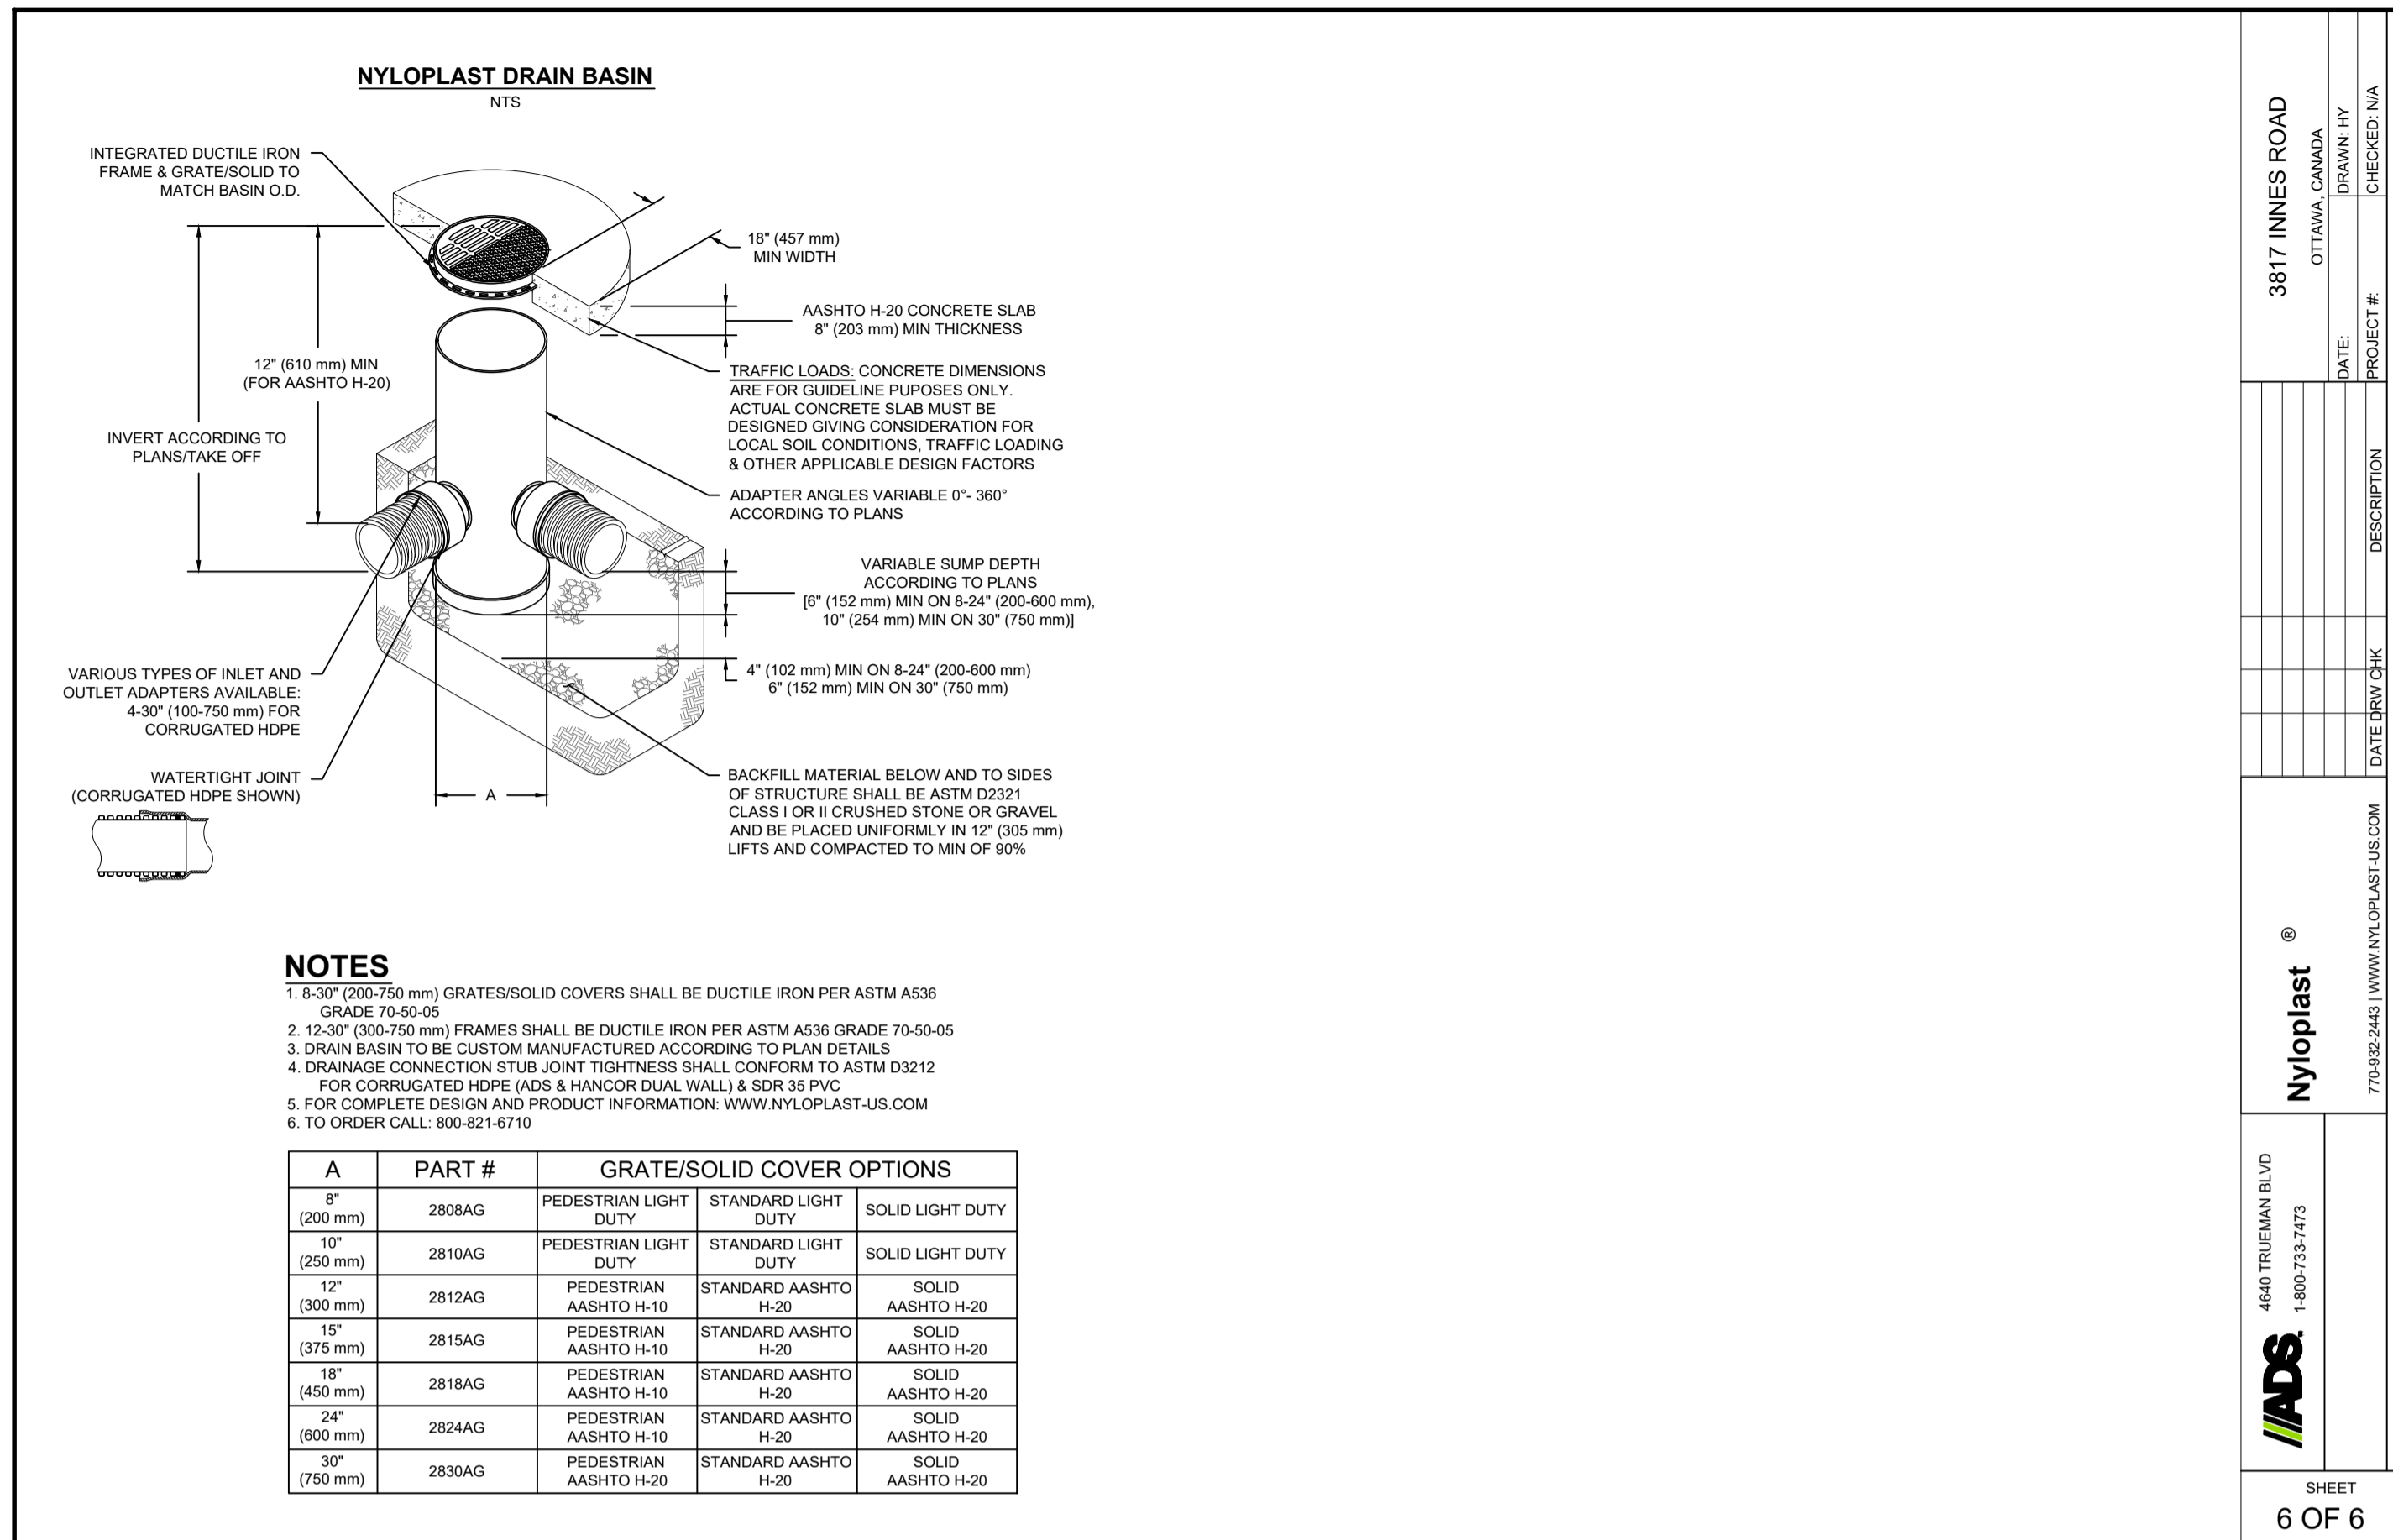 NYLOPLAST DRAIN BASIN
NTS
INTEGRATED DUCTILE IRON
FRAME & GRATE/SOLID TO
MATCH BASIN O.D.
18" (457 mm)
MIN WIDTH
AASHTO H-20 CONCRETE SLAB
8" (203 mm) MIN THICKNESS
12" (610 mm) MIN
(FOR AASHTO H-20)
TRAFFIC LOADS: CONCRETE DIMENSIONS
ARE FOR GUIDELINE PUPOSES ONLY.
ACTUAL CONCRETE SLAB MUST BE
DESIGNED GIVING CONSIDERATION FOR
LOCAL SOIL CONDITIONS, TRAFFIC LOADING
& OTHER APPLICABLE DESIGN FACTORS
INVERT ACCORDING TO
PLANS/TAKE OFF
ADAPTER ANGLES VARIABLE 0°- 360°
ACCORDING TO PLANS
VARIABLE SUMP DEPTH
ACCORDING TO PLANS
[6" (152 mm) MIN ON 8-24" (200-600 mm),
10" (254 mm) MIN ON 30" (750 mm)]
4" (102 mm) MIN ON 8-24" (200-600 mm)
6" (152 mm) MIN ON 30" (750 mm)
VARIOUS TYPES OF INLET AND
OUTLET ADAPTERS AVAILABLE:
4-30" (100-750 mm) FOR
CORRUGATED HDPE
WATERTIGHT JOINT
(CORRUGATED HDPE SHOWN)
A
BACKFILL MATERIAL BELOW AND TO SIDES
OF STRUCTURE SHALL BE ASTM D2321
CLASS I OR II CRUSHED STONE OR GRAVEL
AND BE PLACED UNIFORMLY IN 12" (305 mm)
LIFTS AND COMPACTED TO MIN OF 90%
NOTES
1. 8-30" (200-750 mm) GRATES/SOLID COVERS SHALL BE DUCTILE IRON PER ASTM A536
GRADE 70-50-05
2. 12-30" (300-750 mm) FRAMES SHALL BE DUCTILE IRON PER ASTM A536 GRADE 70-50-05
3. DRAIN BASIN TO BE CUSTOM MANUFACTURED ACCORDING TO PLAN DETAILS
4. DRAINAGE CONNECTION STUB JOINT TIGHTNESS SHALL CONFORM TO ASTM D3212
FOR CORRUGATED HDPE (ADS & HANCOR DUAL WALL) & SDR 35 PVC
5. FOR COMPLETE DESIGN AND PRODUCT INFORMATION: WWW.NYLOPLAST-US.COM
6. TO ORDER CALL: 800-821-6710
A PART # GRATE/SOLID COVER OPTIONS
8" (200 mm) 2808AG PEDESTRIAN LIGHT DUTY STANDARD LIGHT DUTY SOLID LIGHT DUTY
10" (250 mm) 2810AG PEDESTRIAN LIGHT DUTY STANDARD LIGHT DUTY SOLID LIGHT DUTY
12" (300 mm) 2812AG PEDESTRIAN AASHTO H-10 STANDARD AASHTO H-20 SOLID AASHTO H-20
15" (375 mm) 2815AG PEDESTRIAN AASHTO H-10 STANDARD AASHTO H-20 SOLID AASHTO H-20
18" (450 mm) 2818AG PEDESTRIAN AASHTO H-10 STANDARD AASHTO H-20 SOLID AASHTO H-20
24" (600 mm) 2824AG PEDESTRIAN AASHTO H-10 STANDARD AASHTO H-20 SOLID AASHTO H-20
30" (750 mm) 2830AG PEDESTRIAN AASHTO H-20 STANDARD AASHTO H-20 SOLID AASHTO H-20
3817 INNES ROAD
OTTAWA, CANADA
DATE: DRAWN: HY
PROJECT #: CHECKED: N/A
DATE DRW CHK DESCRIPTION
Nyloplast ®
770-932-2443 | WWW.NYLOPLAST-US.COM
4640 TRUEMAN BLVD
1-800-733-7473
ADS
SHEET
6 OF 6